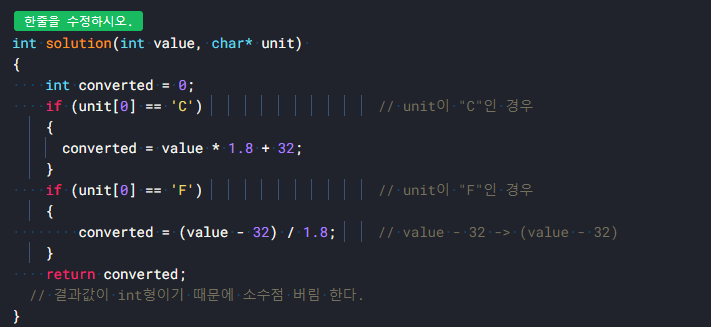 한줄을 수정하시오.
int solution(int value, char* unit)
{
int converted = 0;
if (unit[0] == 'C') // unit이 "C"인 경우
{
converted = value * 1.8 + 32;
}
if (unit[0] == 'F') // unit이 "F"인 경우
{
converted = (value - 32) / 1.8; // value - 32 -> (value - 32)
}
return converted;
// 결과값이 int형이기 때문에 소수점 버림 한다.
}